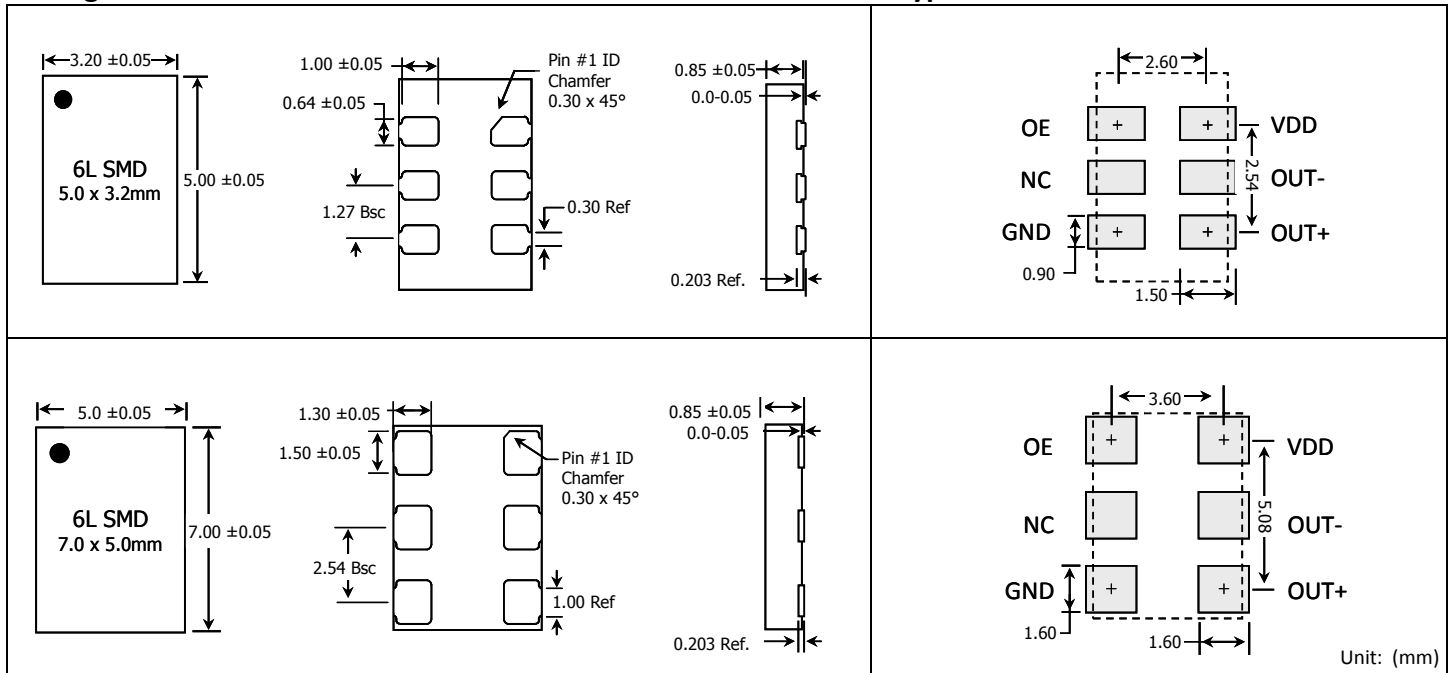 3.20 ±0.05
6L SMD
5.0 x 3.2mm
5.00 ±0.05
1.00 ±0.05
0.64 ±0.05
1.27 Bsc
Pin #1 ID
Chamfer
0.30 x 45°
0.30 Ref
0.85 ±0.05
0.0-0.05
0.203 Ref.
2.60
OE
VDD
NC
2.54
OUT-
GND
OUT+
0.90
1.50
5.0 ±0.05
6L SMD
7.0 x 5.0mm
7.00 ±0.05
1.30 ±0.05
1.50 ±0.05
2.54 Bsc
Pin #1 ID
Chamfer
0.30 x 45°
1.00 Ref
0.85 ±0.05
0.0-0.05
0.203 Ref.
3.60
OE
VDD
NC
5.08
OUT-
GND
OUT+
1.60
1.60
Unit: (mm)